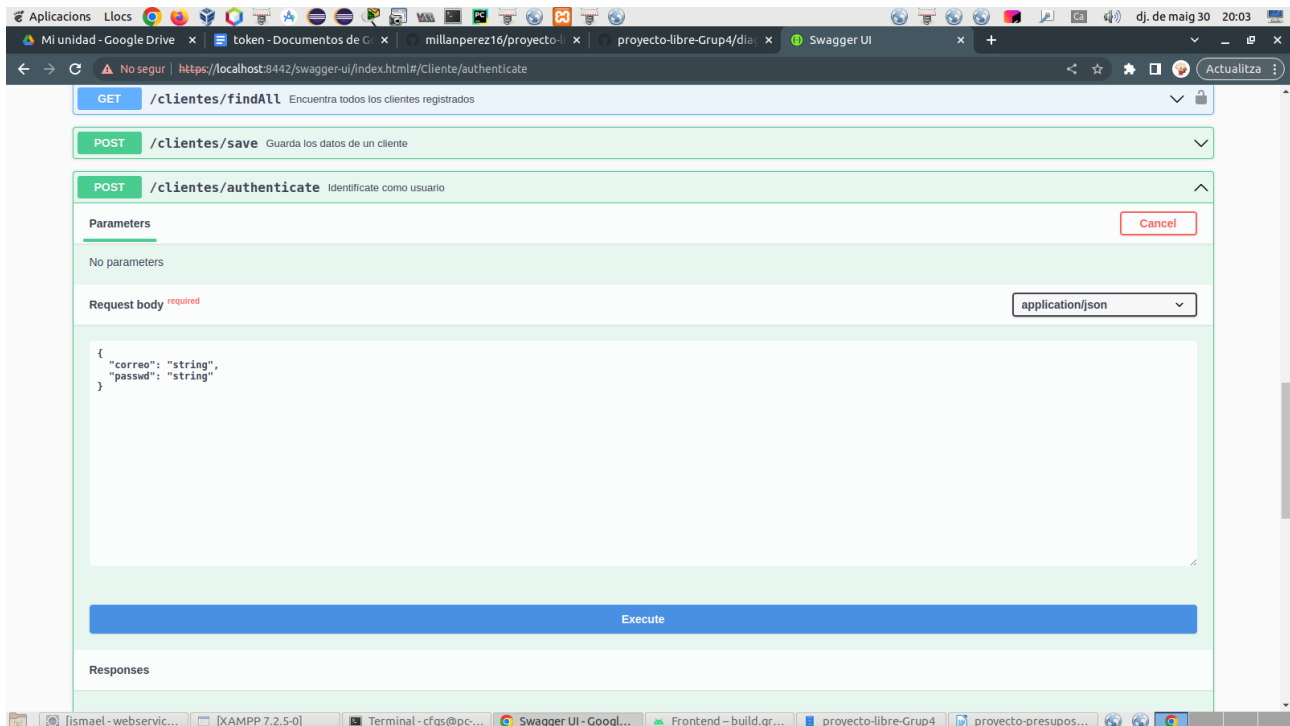 Aplicacions Llocs dj. de maig 30 20:03
Mi unidad - Google Drive token - Documentos de G millanperez16/proyecto-li proyecto-libre-Grup4/diag Swagger UI
No segur | https://localhost:8442/swagger-ui/index.html#/Cliente/authenticate Actualitza
GET /clientes/findAll Encuentra todos los clientes registrados
POST /clientes/save Guarda los datos de un cliente
POST /clientes/authenticate Identifícate como usuario
Parameters Cancel
No parameters
Request body required application/json
{
"correo": "string",
"passwd": "string"
}
Execute
Responses
[ismael - webservic... [XAMPP 7.2.5-0] Terminal - cfgs@pc-... Swagger UI - Googl... Frontend – build.gr... proyecto-libre-Grup4 proyecto-presupos...